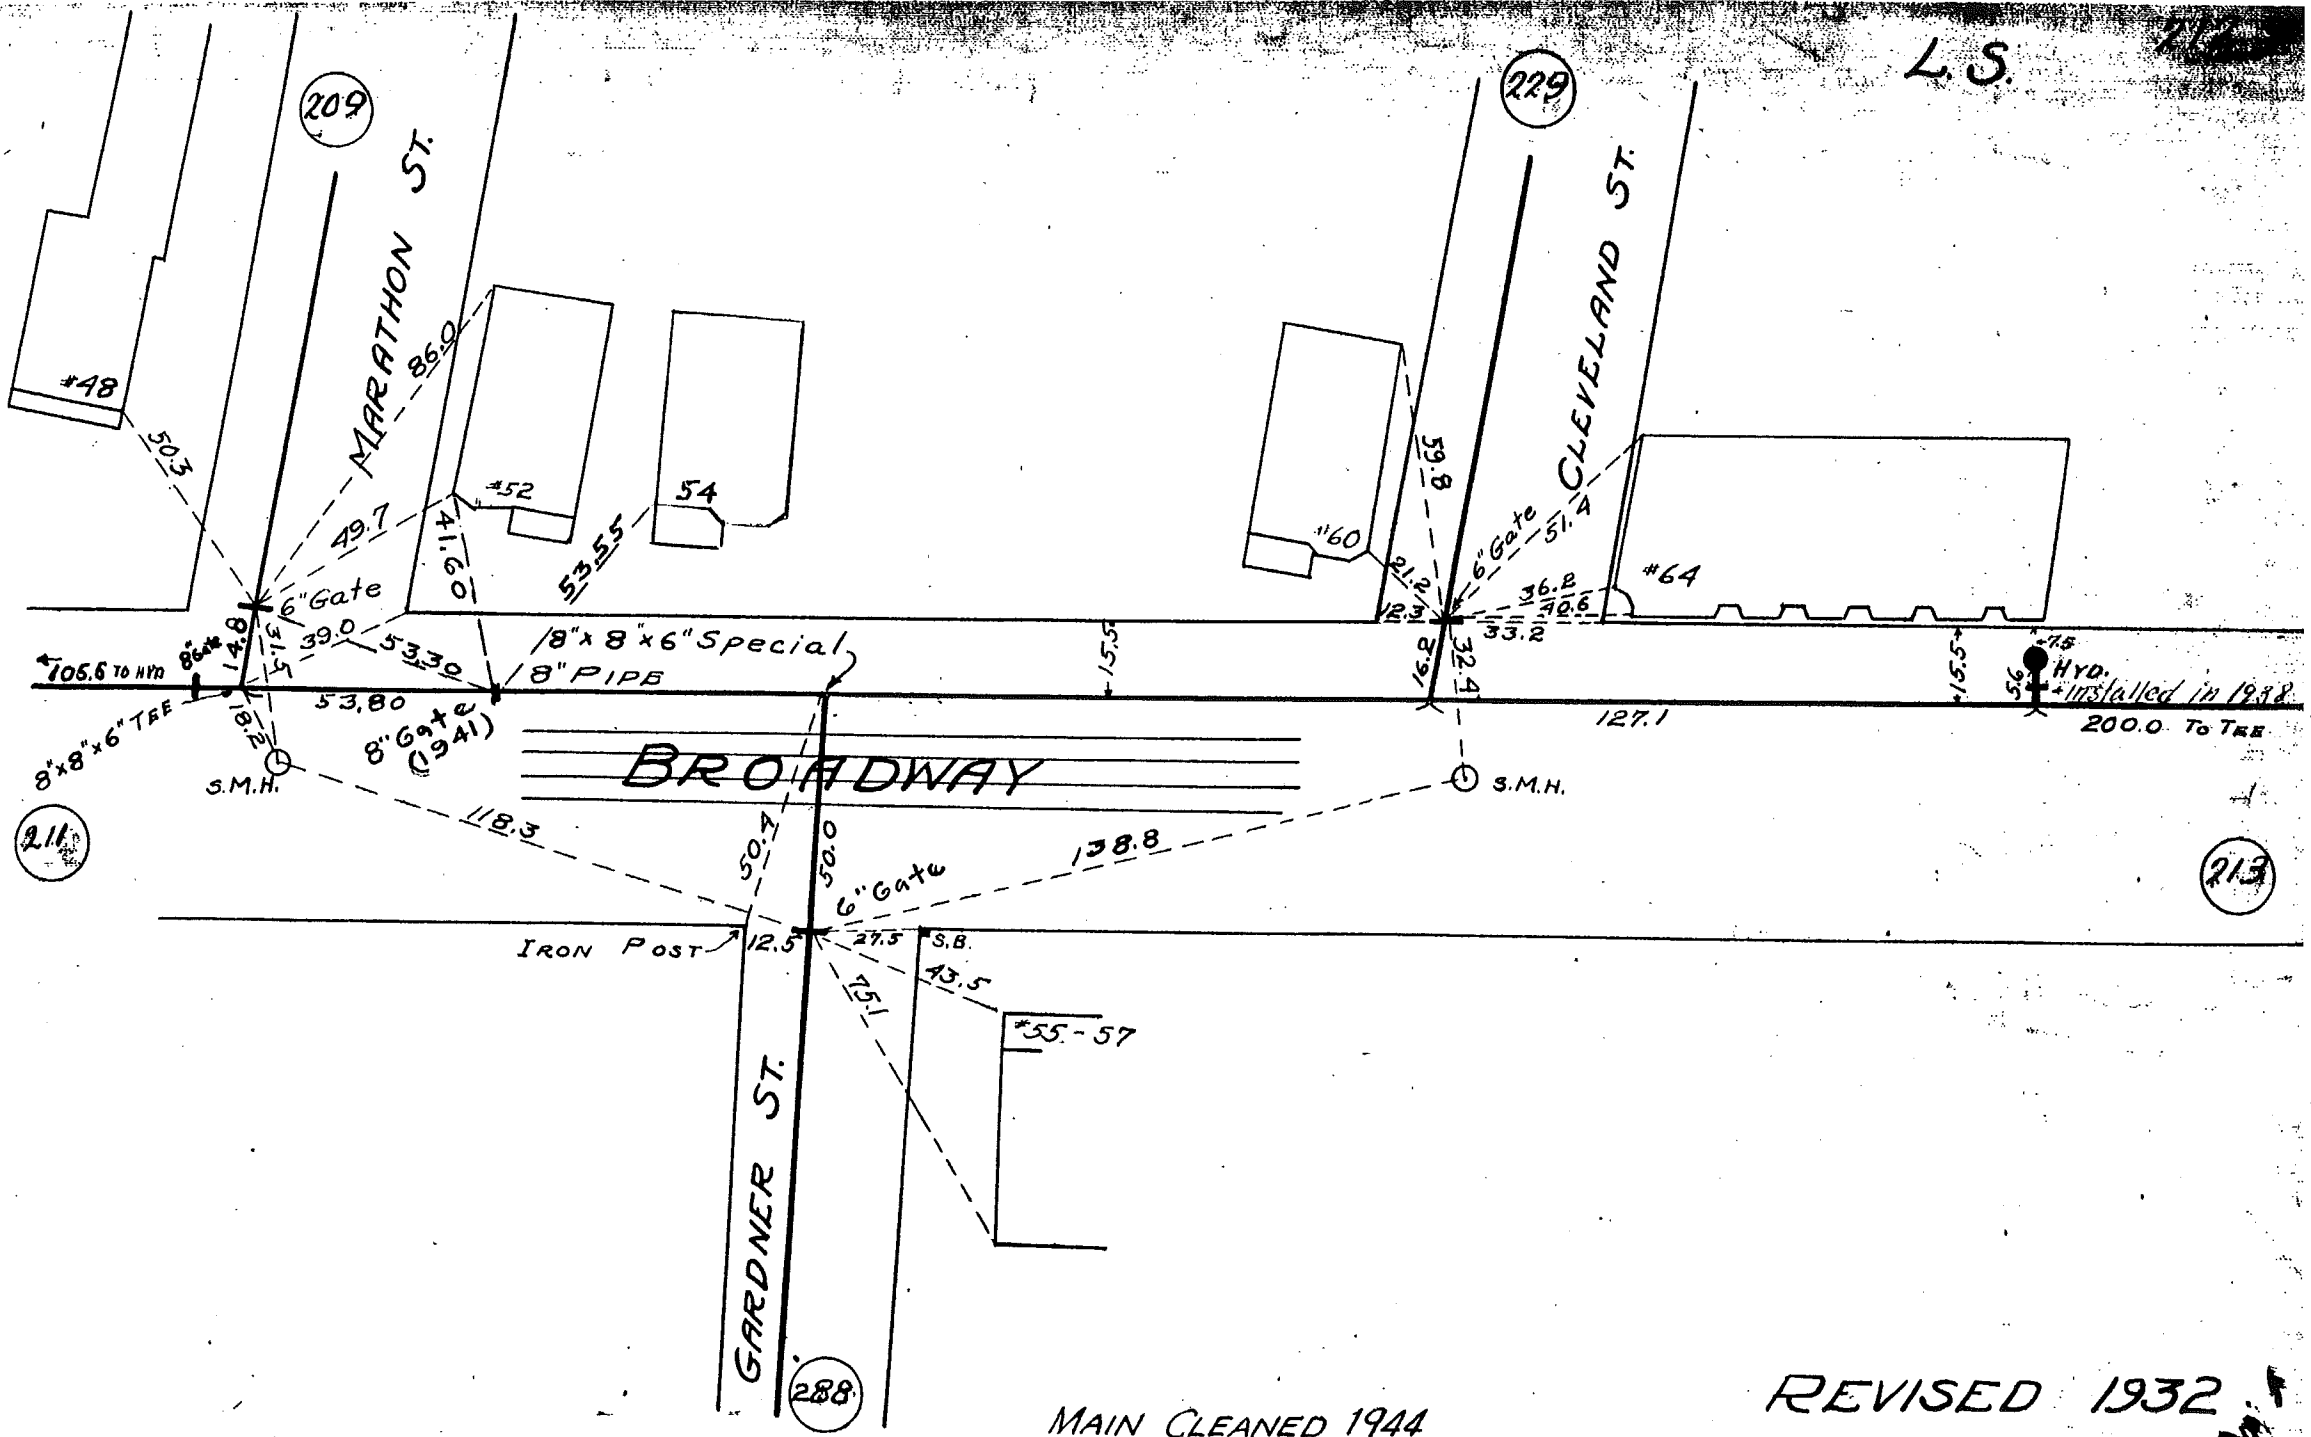 L. S.
209
229
MARATHON ST.
CLEVELAND ST.
#48
50.3
86.0
#52
54
49.7
41.60
53.55
59.8
#60
21.2
6" Gate
51.4
36.2
40.6
#64
12.3
33.2
6" Gate
39.0
53.30
14.8
31.5
8" Gate
105.6 TO HYD
18"x 8"x 6" Special
8" PIPE
15.5
16.2
32.4
15.5
7.5
HYD.
5.6
Installed in 1938
53.80
18.2
8"x8"x6" TEE
8" Gate
(1941)
127.1
200.0 TO TEE
S.M.H.
BROADWAY
S.M.H.
211
118.3
50.4
50.0
138.8
6" Gate
213
IRON POST
12.5
27.5
S.B.
43.5
75.1
#55-57
GARDNER ST.
288
MAIN CLEANED 1944
REVISED 1932